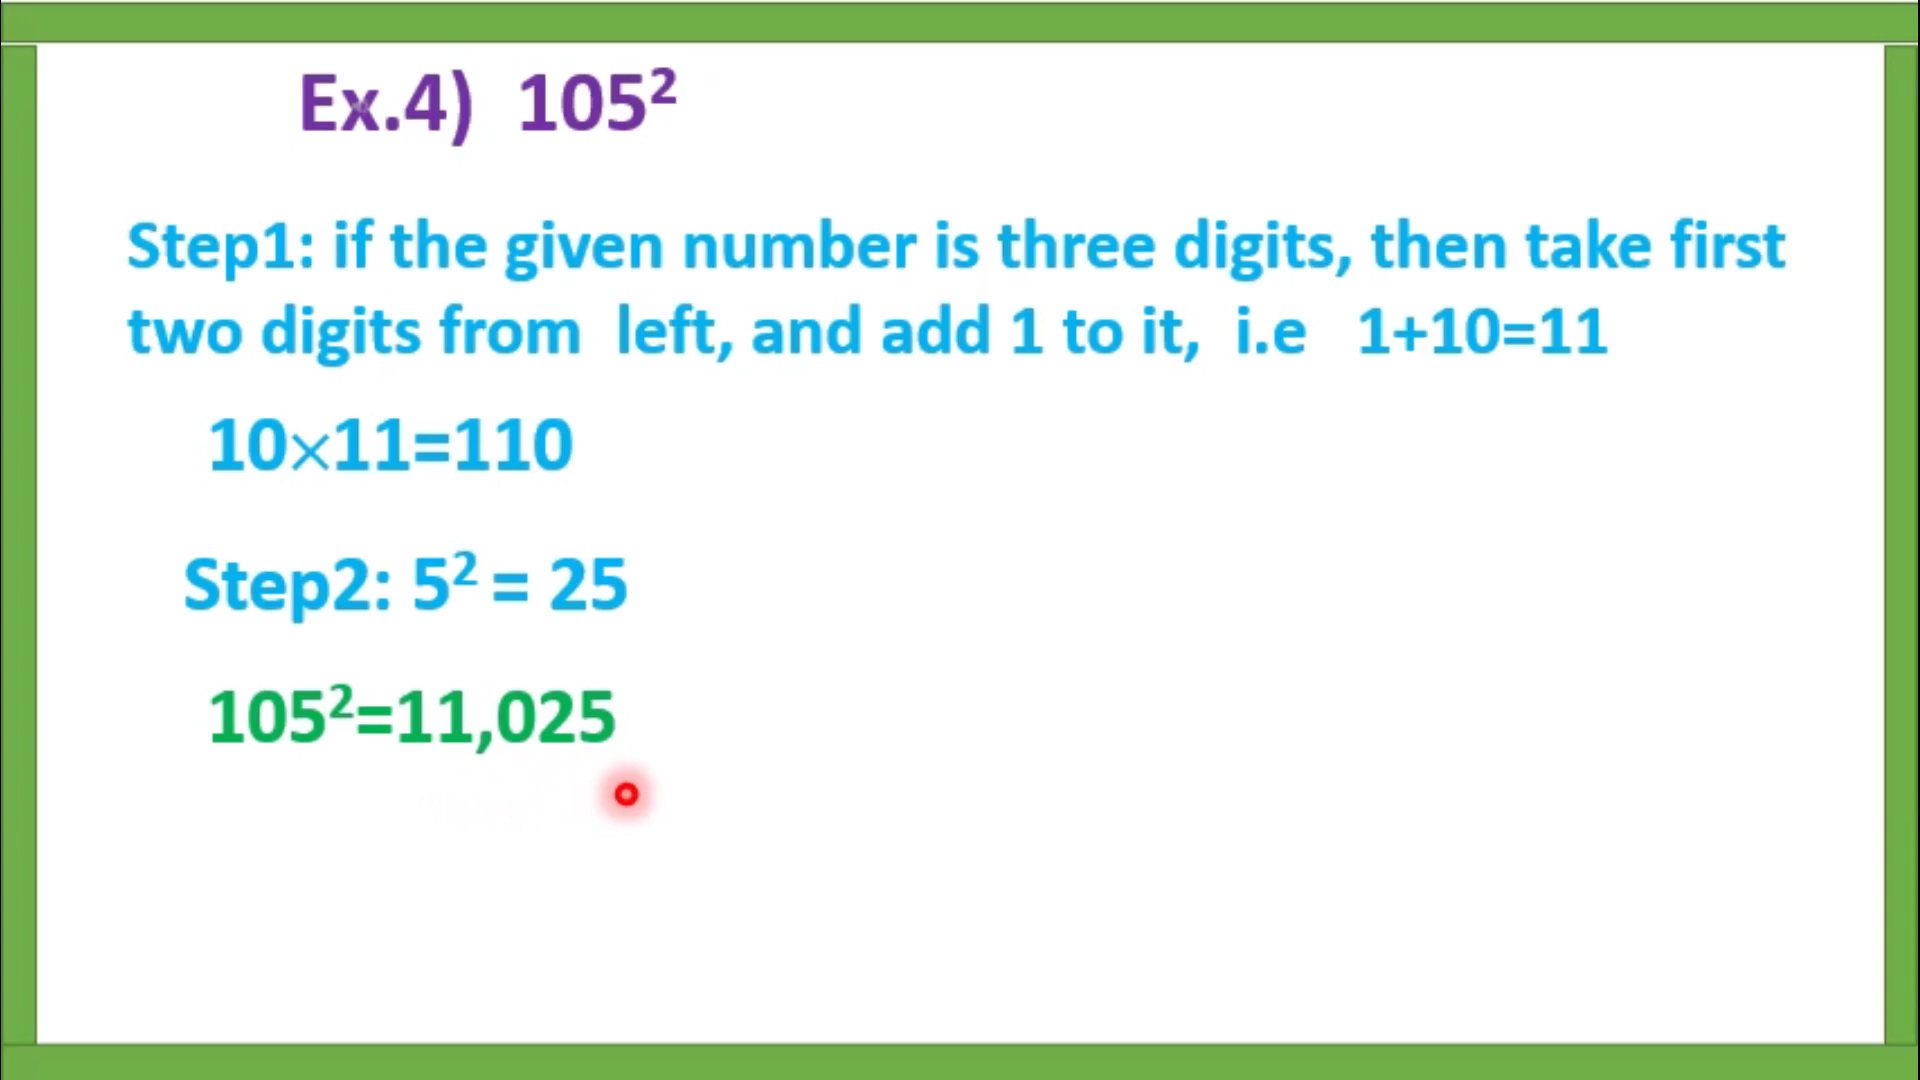 Ex.4) 105²
Step1: if the given number is three digits, then take first
two digits from left, and add 1 to it, i.e 1+10=11
10×11=110
Step2: 5² = 25
105²=11,025